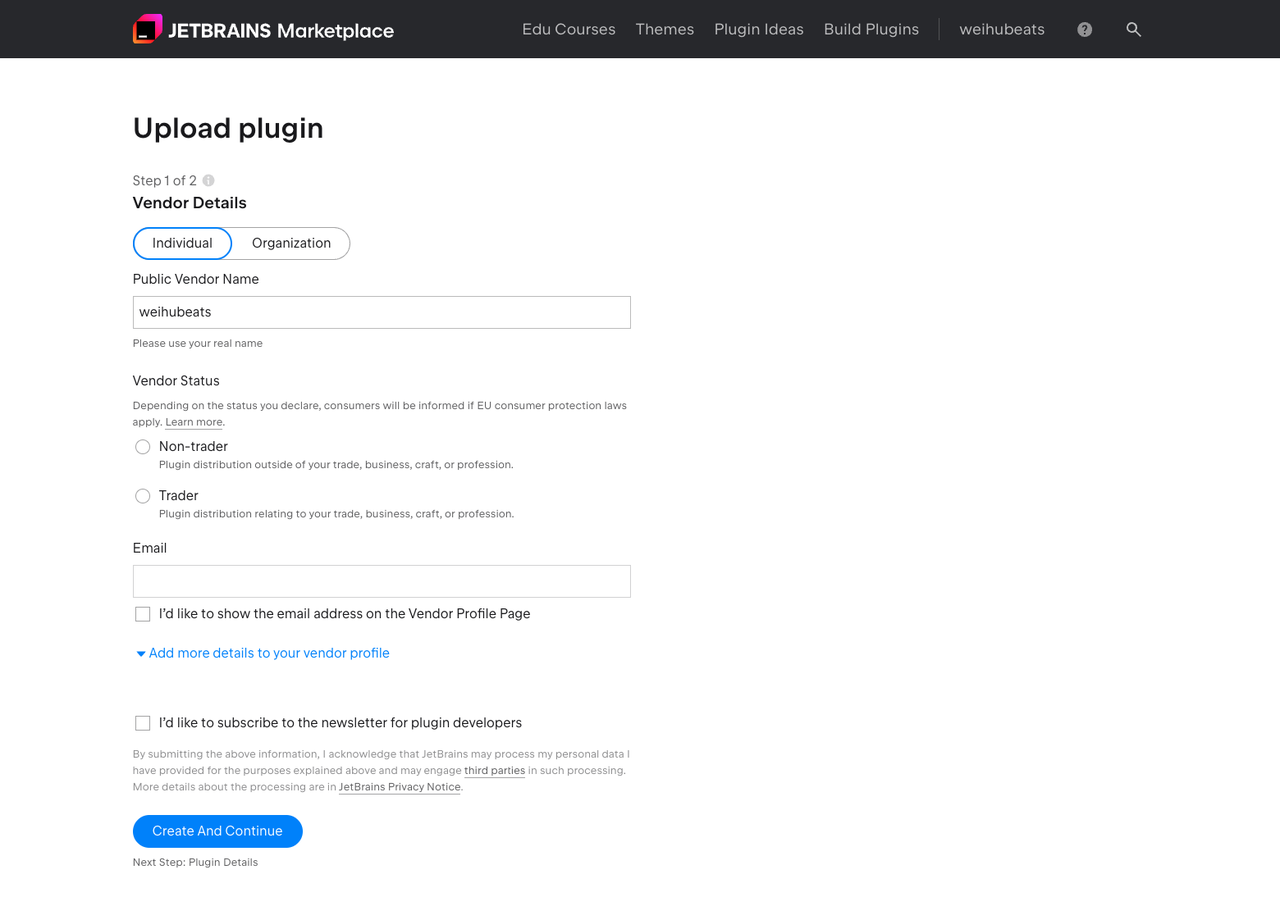 JETBRAINS Marketplace
Edu Courses Themes Plugin Ideas Build Plugins weihubeats ?
Upload plugin
Step 1 of 2 i
Vendor Details
Individual Organization
Public Vendor Name
weihubeats
Please use your real name
Vendor Status
Depending on the status you declare, consumers will be informed if EU consumer protection laws
apply. Learn more.
Non-trader
Plugin distribution outside of your trade, business, craft, or profession.
Trader
Plugin distribution relating to your trade, business, craft, or profession.
Email
I'd like to show the email address on the Vendor Profile Page
Add more details to your vendor profile
I'd like to subscribe to the newsletter for plugin developers
By submitting the above information, I acknowledge that JetBrains may process my personal data I
have provided for the purposes explained above and may engage third parties in such processing.
More details about the processing are in JetBrains Privacy Notice.
Create And Continue
Next Step: Plugin Details